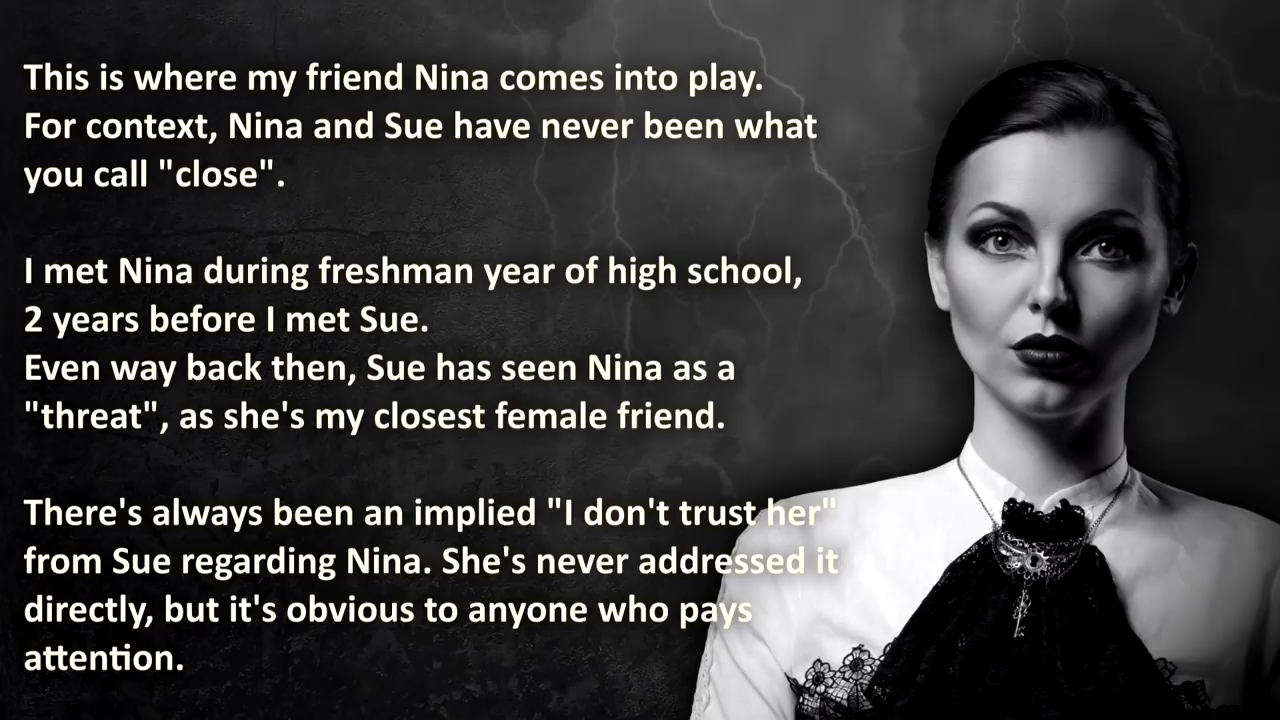 This is where my friend Nina comes into play.
For context, Nina and Sue have never been what
you call "close".
I met Nina during freshman year of high school,
2 years before I met Sue.
Even way back then, Sue has seen Nina as a
"threat", as she's my closest female friend.
There's always been an implied "I don't trust her"
from Sue regarding Nina. She's never addressed it
directly, but it's obvious to anyone who pays
attention.